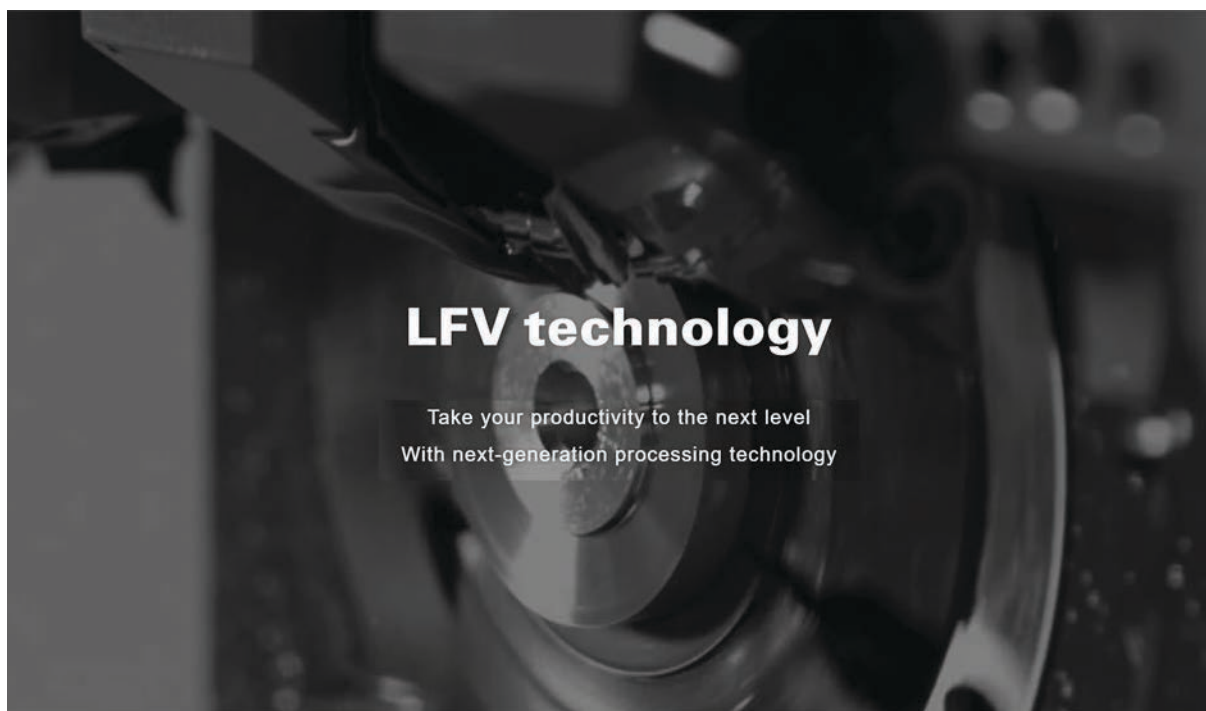 LFV technology
Take your productivity to the next level
With next-generation processing technology